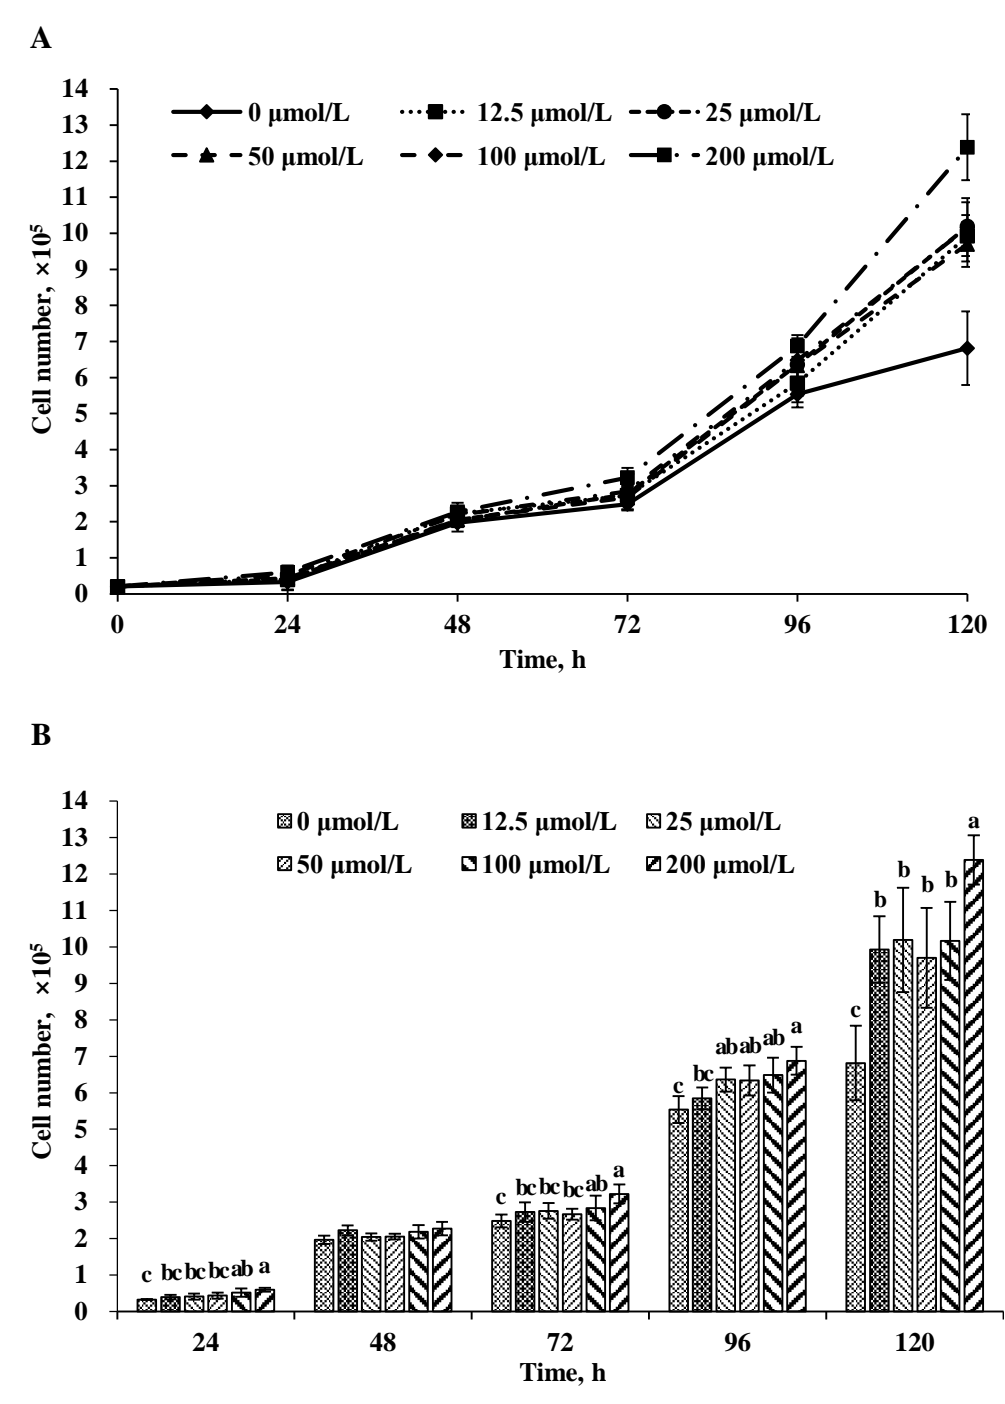 A
14
13
12
11
10
9
8
7
6
5
4
3
2
1
0
Cell number, ×10⁵
0 μmol/L 12.5 μmol/L 25 μmol/L
50 μmol/L 100 μmol/L 200 μmol/L
0 24 48 72 96 120
Time, h
B
14
13
12
11
10
9
8
7
6
5
4
3
2
1
0
Cell number, ×10⁵
0 μmol/L 12.5 μmol/L 25 μmol/L
50 μmol/L 100 μmol/L 200 μmol/L
c bc bc bc ab a
c bc bc bc ab a
c bc ab ab ab a
c b b b b a
24 48 72 96 120
Time, h